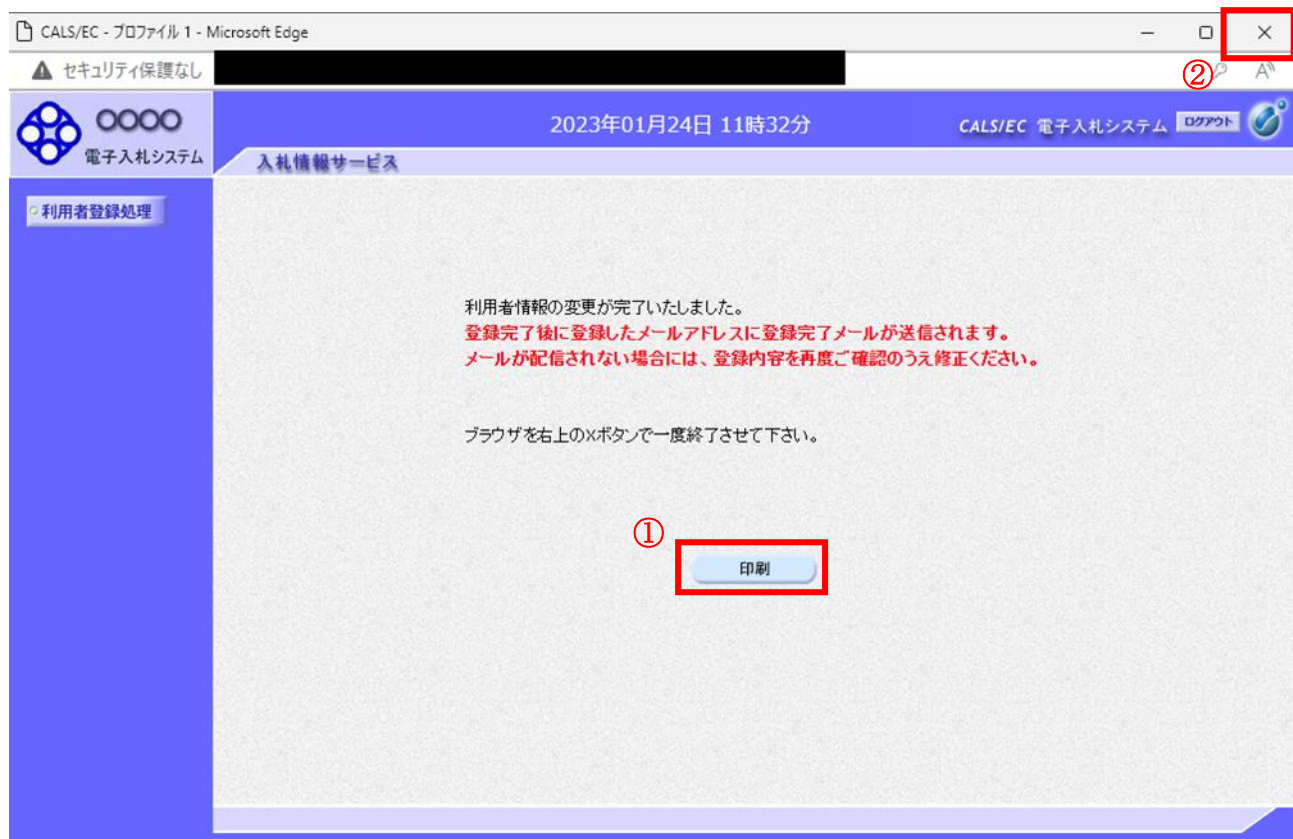 CALS/EC - プロファイル 1 - Microsoft Edge
セキュリティ保護なし
②
〇〇〇〇
電子入札システム
2023年01月24日 11時32分
CALS/EC 電子入札システム
ログアウト
入札情報サービス
利用者登録処理
利用者情報の変更が完了いたしました。
登録完了後に登録したメールアドレスに登録完了メールが送信されます。
メールが配信されない場合には、登録内容を再度ご確認のうえ修正ください。
ブラウザを右上の×ボタンで一度終了させて下さい。
①
印刷